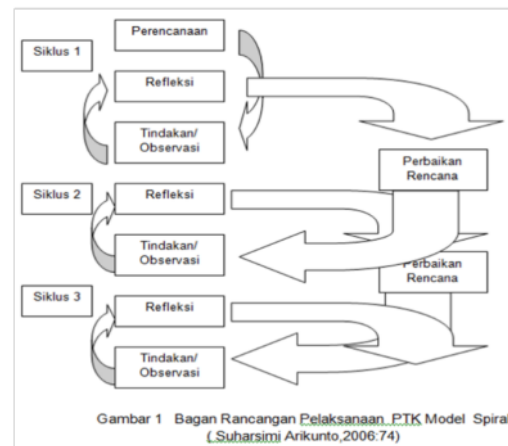 Perencanaan
Siklus 1
Refleksi
Tindakan/
Observasi
Perbaikan
Rencana
Siklus 2
Refleksi
Tindakan/
Observasi
Perbaikan
Rencana
Siklus 3
Refleksi
Tindakan/
Observasi
Gambar 1 Bagan Rancangan Pelaksanaan PTK Model Spiral
( Suharsimi Arikunto,2006:74)